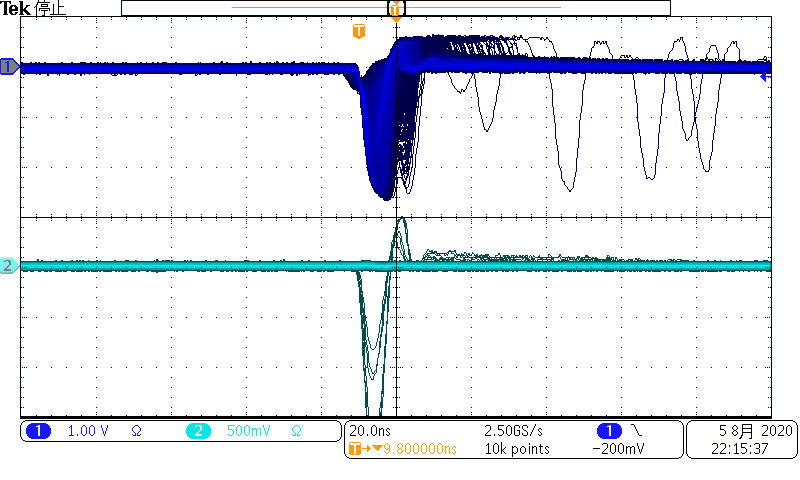 Tek 停止
T
T
1
2
1 1.00 V Ω 2 500mV Ω
20.0ns 2.50GS/s 1 -200mV
T→▼9.800000ns 10k points
5 8月 2020
22:15:37